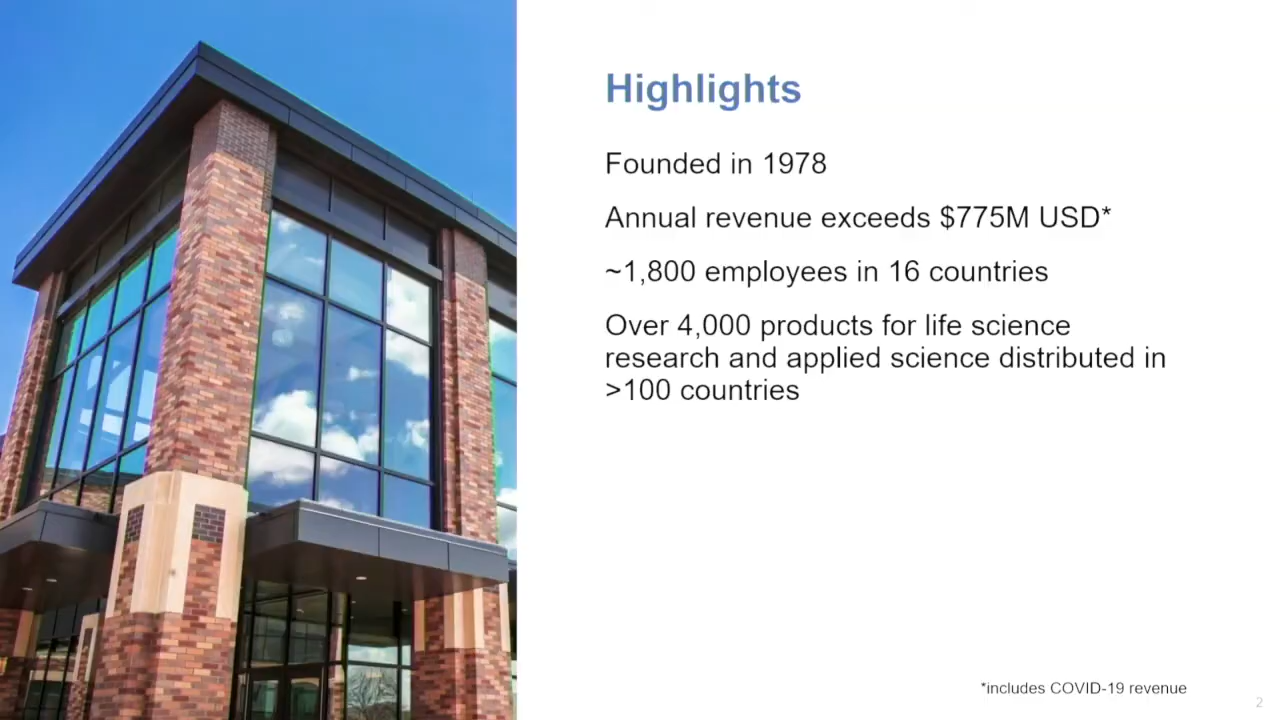 Highlights
Founded in 1978
Annual revenue exceeds $775M USD*
~1,800 employees in 16 countries
Over 4,000 products for life science
research and applied science distributed in
>100 countries
*includes COVID-19 revenue
2